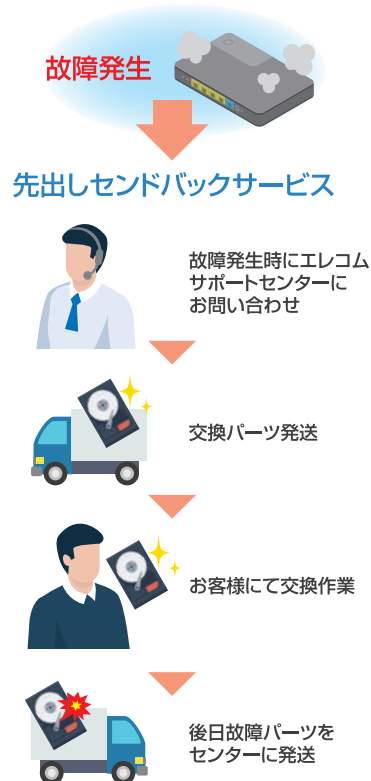 故障発生
先出しセンドバックサービス
故障発生時にエレコム
サポートセンターに
お問い合わせ
交換パーツ発送
お客様にて交換作業
後日故障パーツを
センターに発送